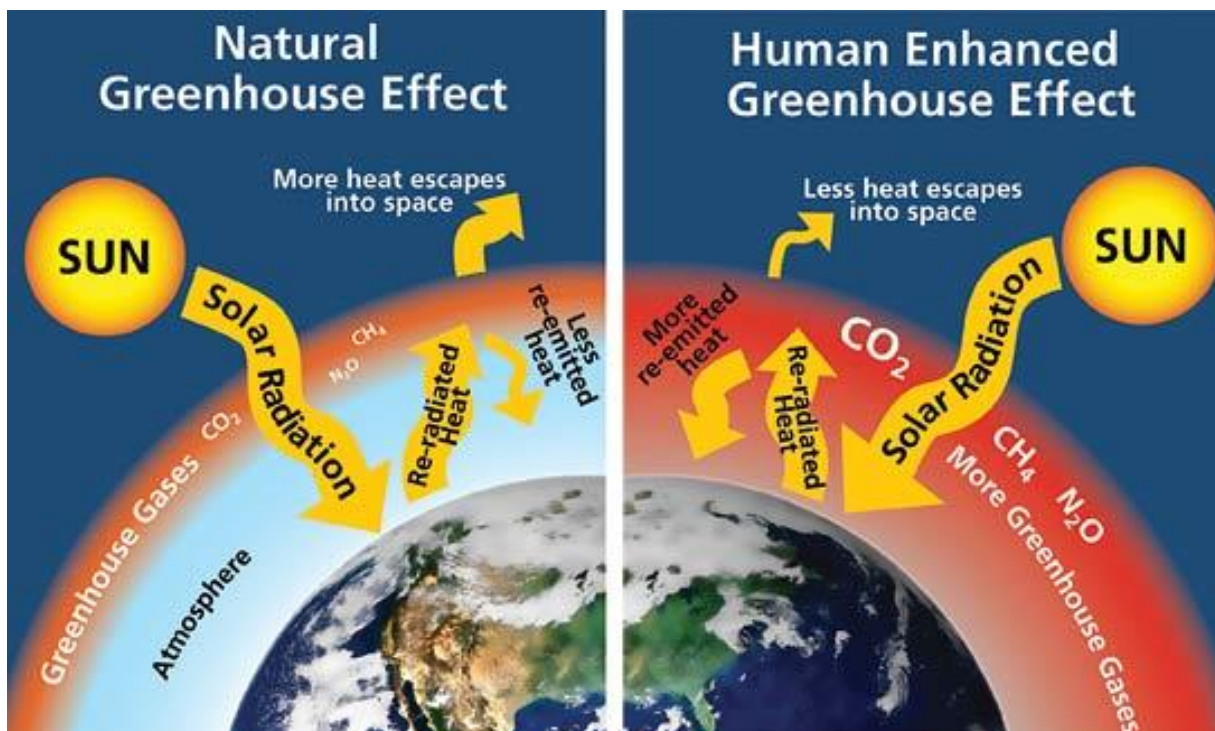 Natural
Greenhouse Effect
More heat escapes
into space
SUN
Solar Radiation
Less
re-emitted
heat
Re-radiated
Heat
CH₄
N₂O
CO₂
Greenhouse Gases
Atmosphere
Human Enhanced
Greenhouse Effect
Less heat escapes
into space
SUN
Solar Radiation
More
re-emitted
heat
Re-radiated
Heat
CO₂
CH₄
N₂O
More Greenhouse Gases